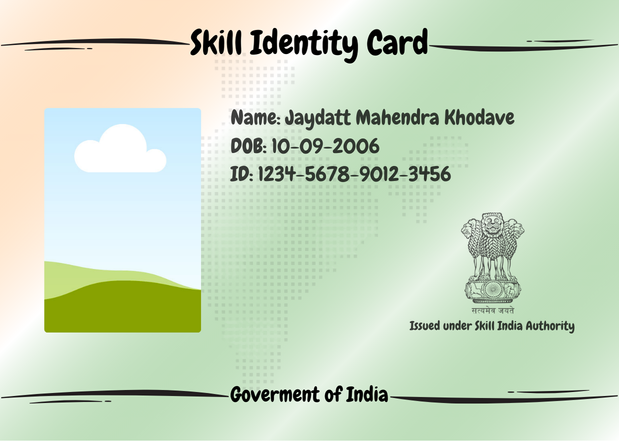 Skill Identity Card
Name: Jaydatt Mahendra Khodave
DOB: 10-09-2006
ID: 1234-5678-9012-3456
सत्यमेव जयते
Issued under Skill India Authority
Goverment of India